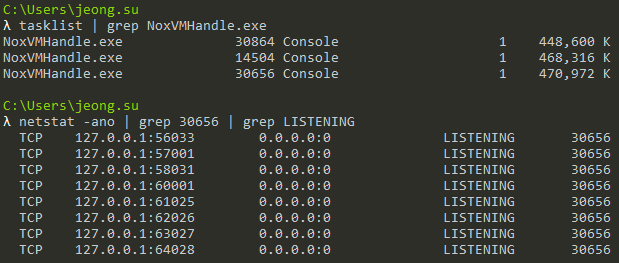 C:\Users\jeong.su
λ tasklist | grep NoxVMHandle.exe
NoxVMHandle.exe 30864 Console 1 448,600 K
NoxVMHandle.exe 14504 Console 1 468,316 K
NoxVMHandle.exe 30656 Console 1 470,972 K
C:\Users\jeong.su
λ netstat -ano | grep 30656 | grep LISTENING
TCP 127.0.0.1:56033 0.0.0.0:0 LISTENING 30656
TCP 127.0.0.1:57001 0.0.0.0:0 LISTENING 30656
TCP 127.0.0.1:58031 0.0.0.0:0 LISTENING 30656
TCP 127.0.0.1:60001 0.0.0.0:0 LISTENING 30656
TCP 127.0.0.1:61025 0.0.0.0:0 LISTENING 30656
TCP 127.0.0.1:62026 0.0.0.0:0 LISTENING 30656
TCP 127.0.0.1:63027 0.0.0.0:0 LISTENING 30656
TCP 127.0.0.1:64028 0.0.0.0:0 LISTENING 30656